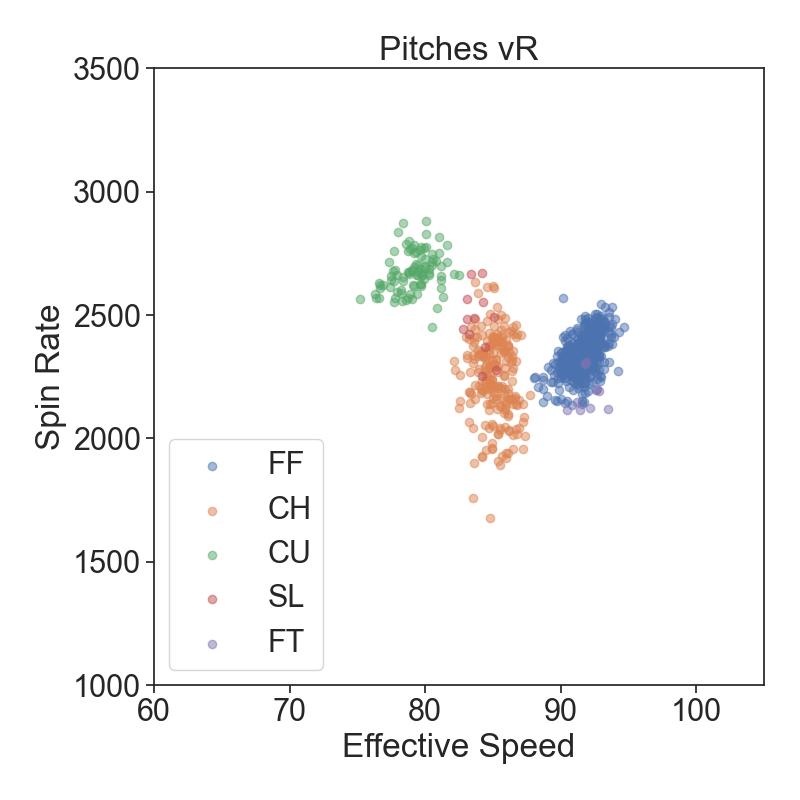 Pitches vR
3500
3000
2500
2000
1500
1000
Spin Rate
FF
CH
CU
SL
FT
60 70 80 90 100
Effective Speed